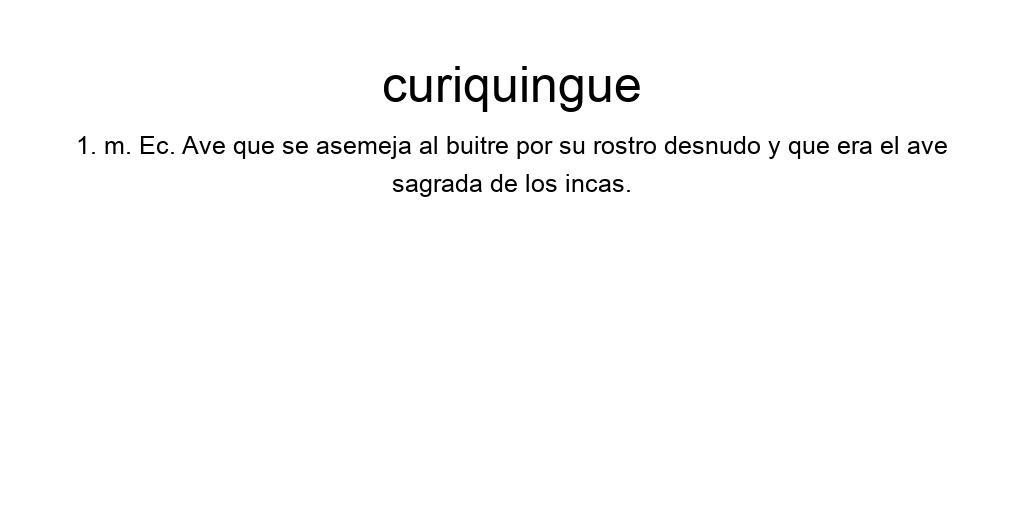 curiquingue
1. m. Ec. Ave que se asemeja al buitre por su rostro desnudo y que era el ave
sagrada de los incas.